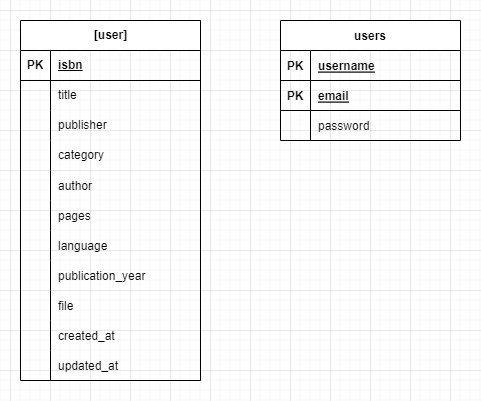 [user]
PK isbn
title
publisher
category
author
pages
language
publication_year
file
created_at
updated_at
users
PK username
PK email
password